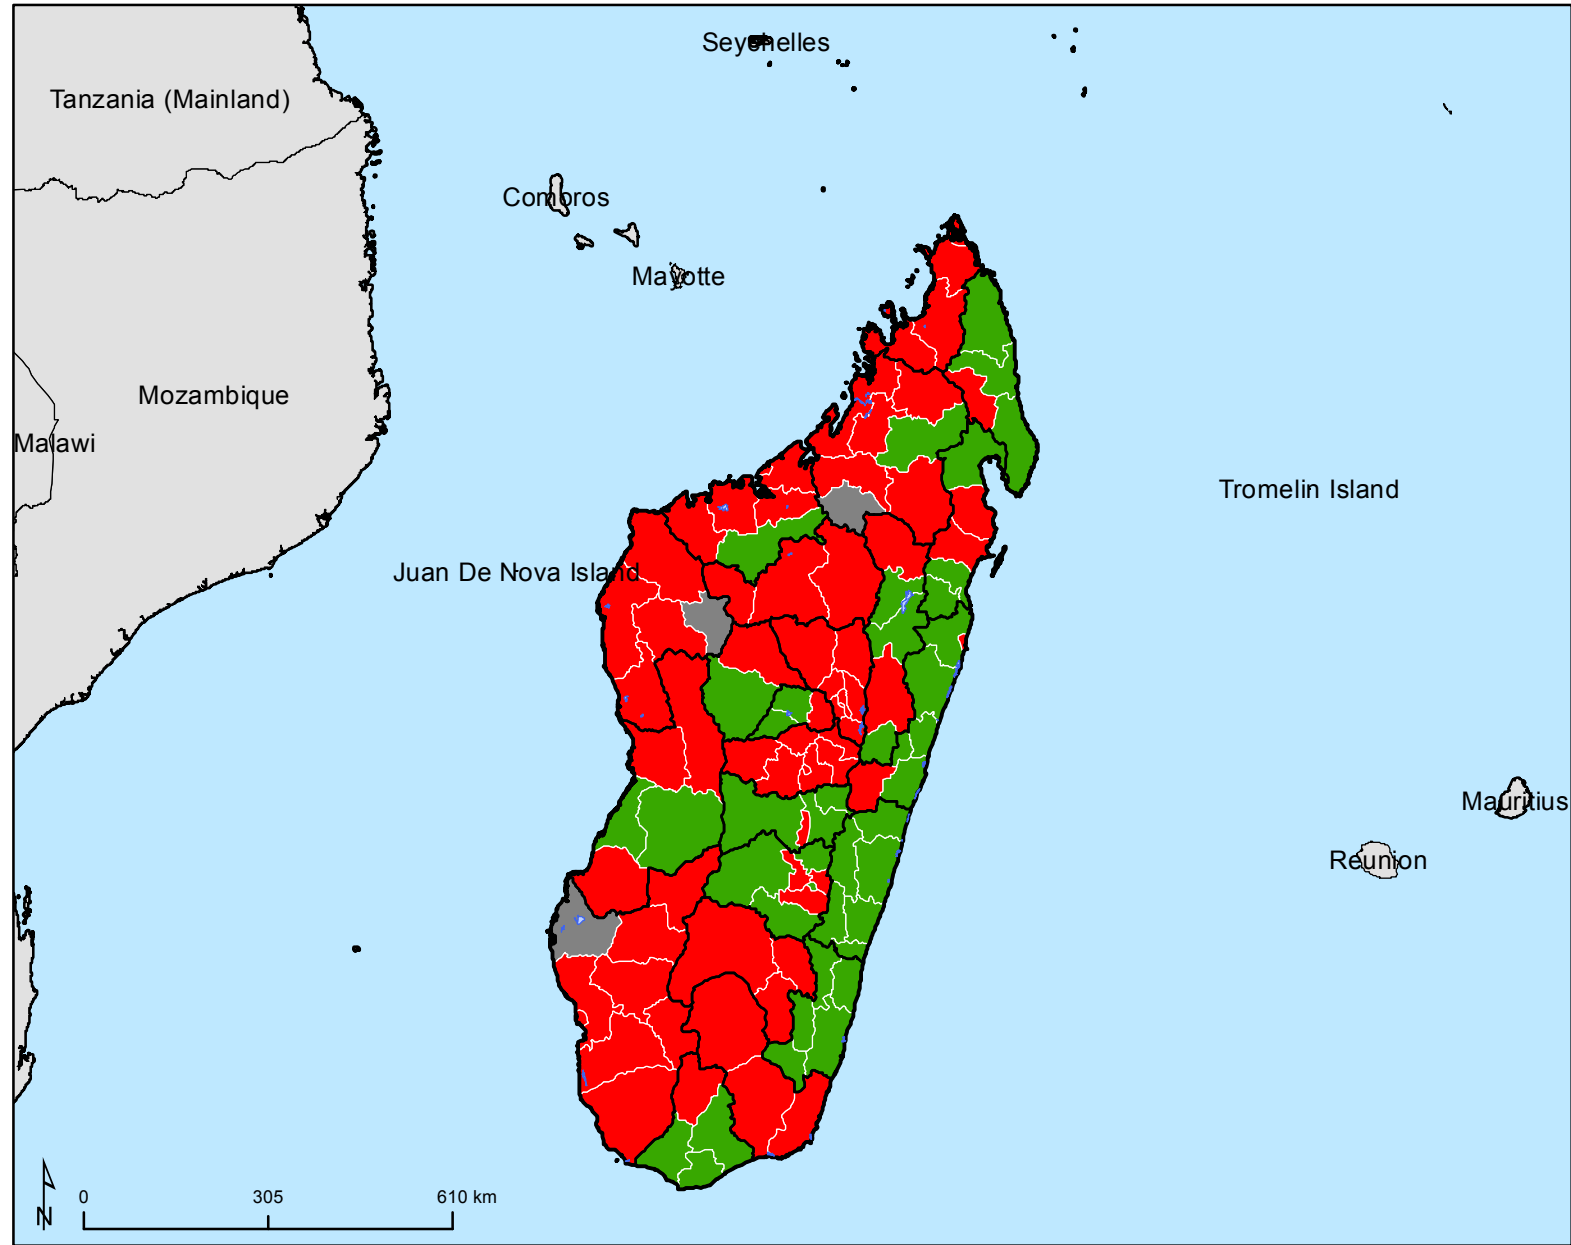 Seychelles
Tanzania (Mainland)
Comoros
Mayotte
Mozambique
Malawi
Tromelin Island
Juan De Nova Island
Mauritius
Reunion
0 305 610 km
N